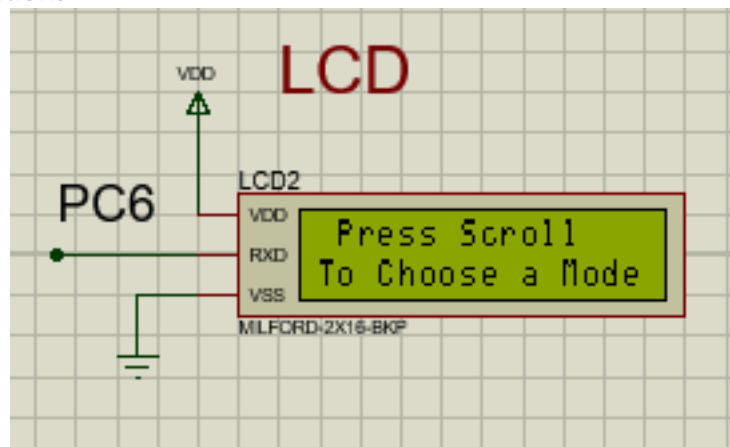 LCD
VDD
PC6
LCD2
VDD
RXD
VSS
Press Scroll
To Choose a Mode
MILFORD-2X16-BKP